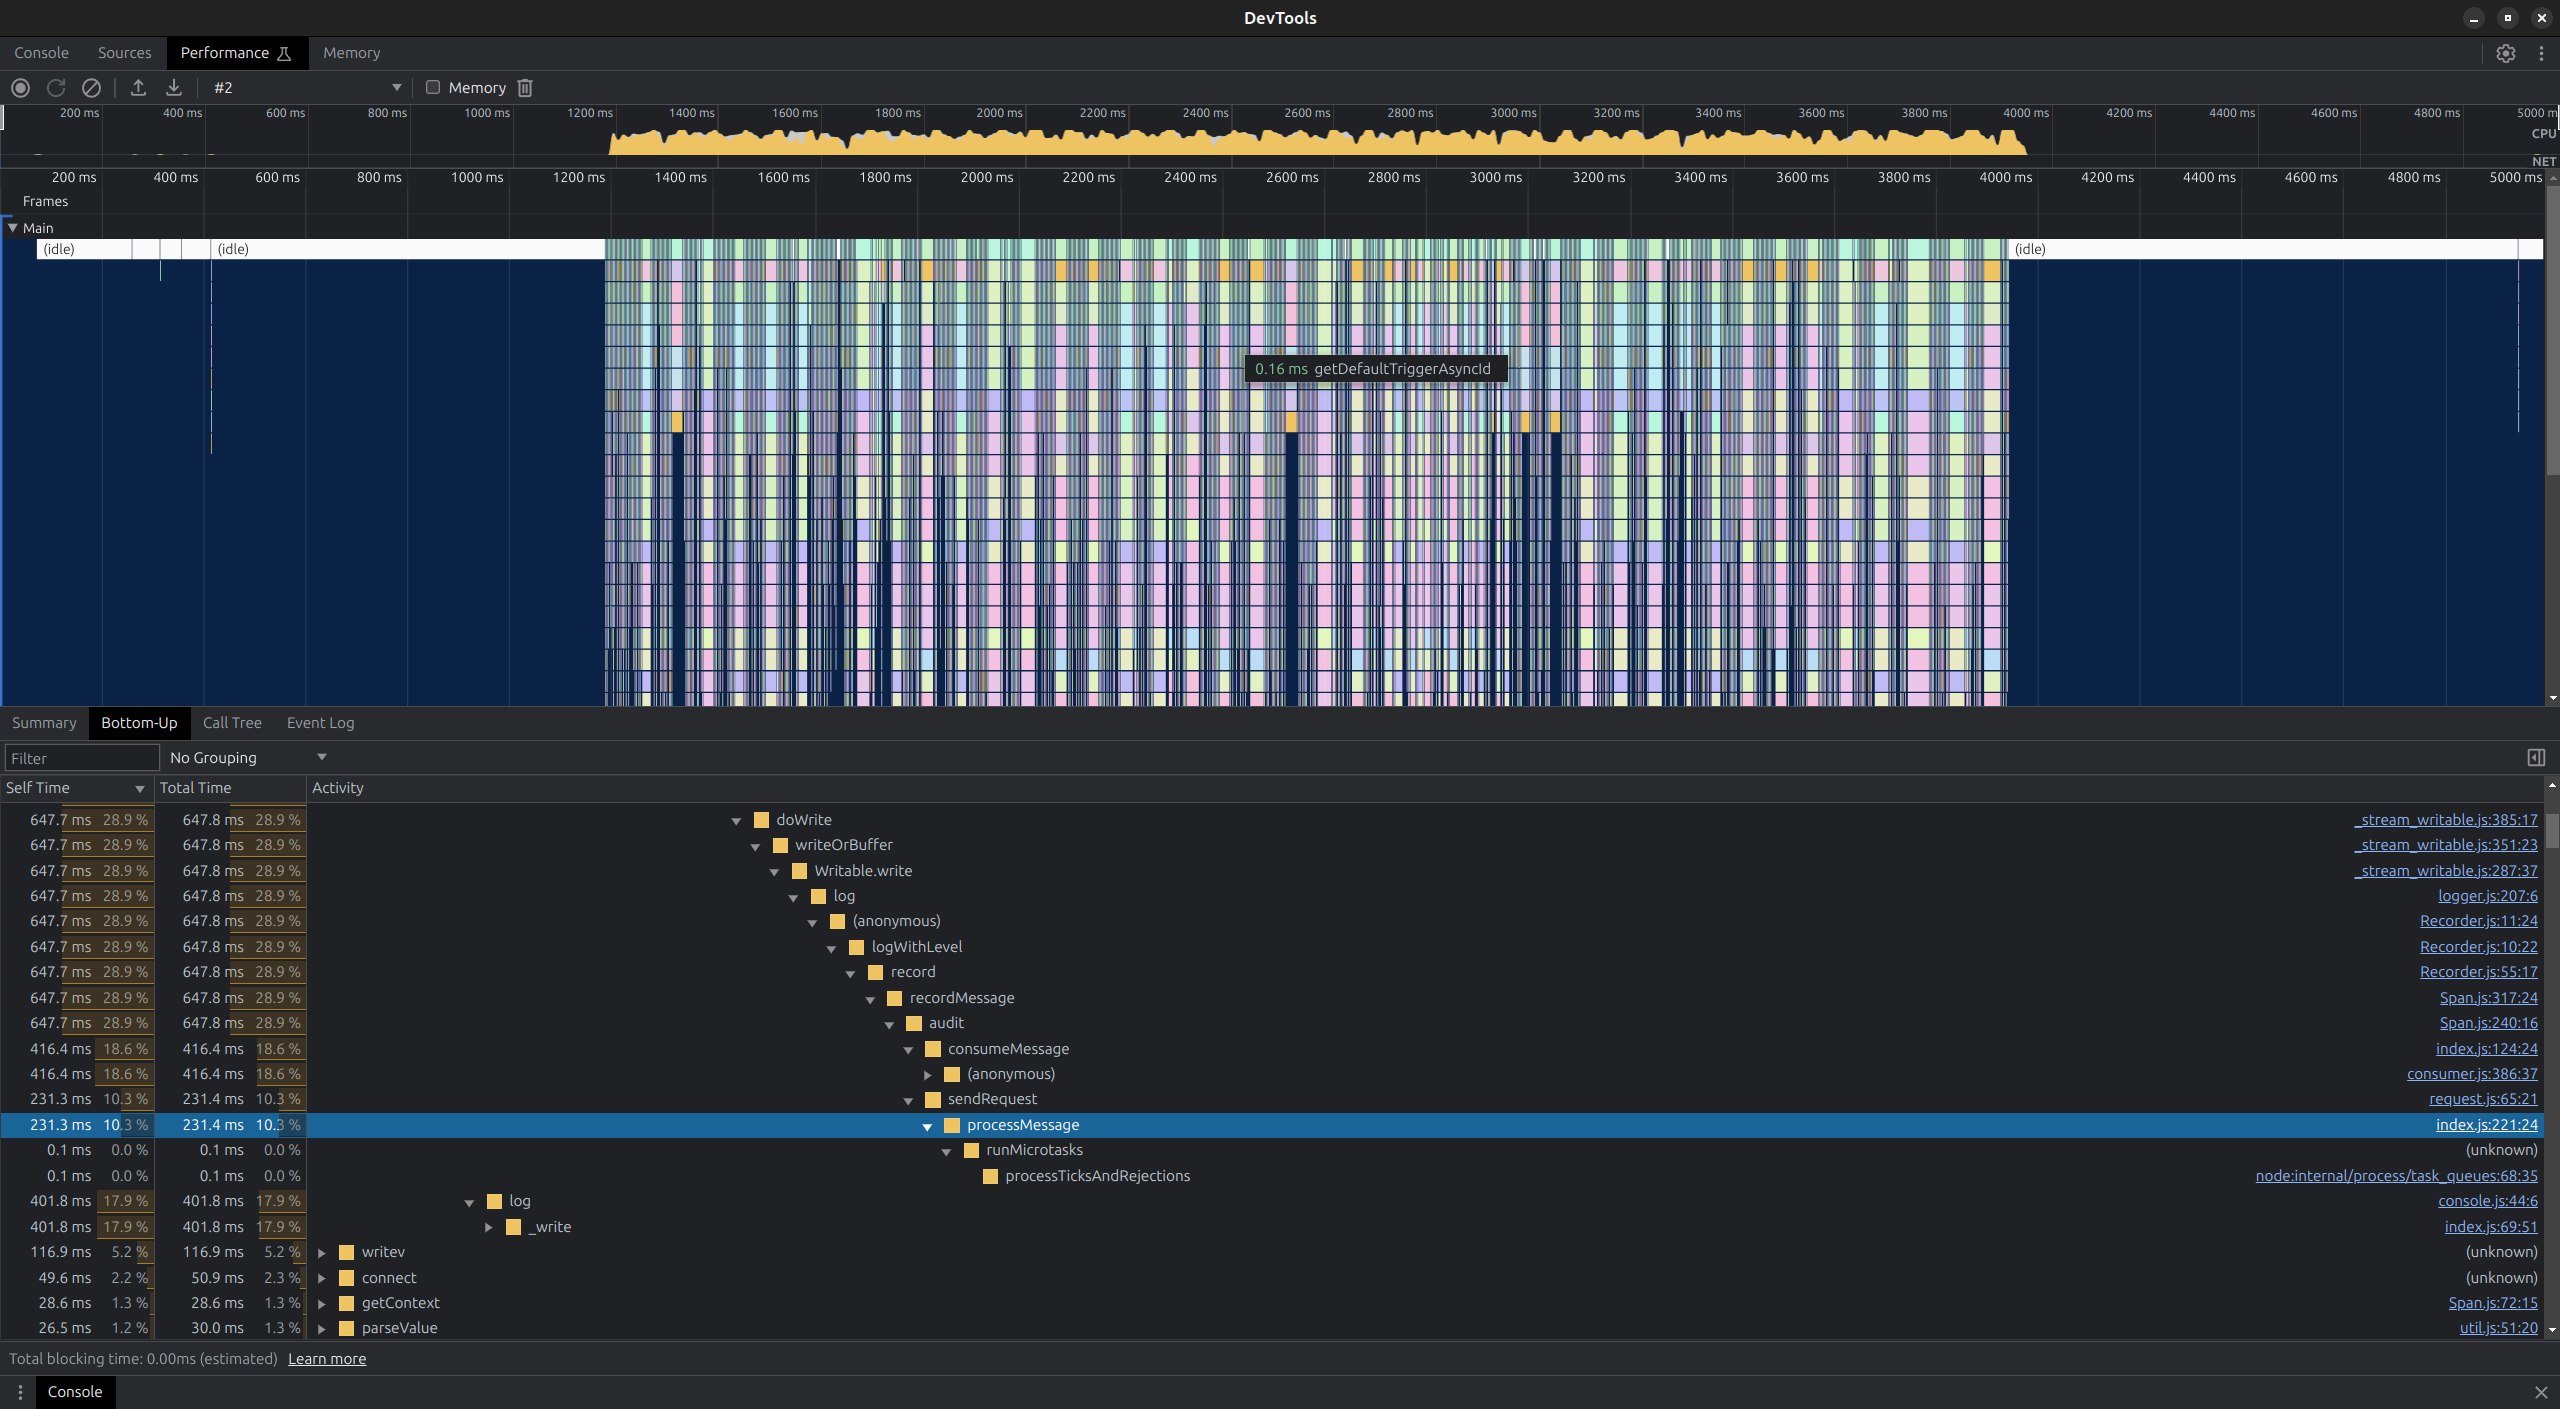 DevTools
Console Sources Performance Memory
#2 Memory
200 ms 400 ms 600 ms 800 ms 1000 ms 1200 ms 1400 ms 1600 ms 1800 ms 2000 ms 2200 ms 2400 ms 2600 ms 2800 ms 3000 ms 3200 ms 3400 ms 3600 ms 3800 ms 4000 ms 4200 ms 4400 ms 4600 ms 4800 ms 5000 m
CPU
NET
200 ms 400 ms 600 ms 800 ms 1000 ms 1200 ms 1400 ms 1600 ms 1800 ms 2000 ms 2200 ms 2400 ms 2600 ms 2800 ms 3000 ms 3200 ms 3400 ms 3600 ms 3800 ms 4000 ms 4200 ms 4400 ms 4600 ms 4800 ms 5000 ms
Frames
Main
(idle) (idle) (idle)
0.16 ms getDefaultTriggerAsyncId
Summary Bottom-Up Call Tree Event Log
Filter No Grouping
Self Time Total Time Activity
647.7 ms 28.9 % 647.8 ms 28.9 % doWrite _stream_writable.js:385:17
647.7 ms 28.9 % 647.8 ms 28.9 % writeOrBuffer _stream_writable.js:351:23
647.7 ms 28.9 % 647.8 ms 28.9 % Writable.write _stream_writable.js:287:37
647.7 ms 28.9 % 647.8 ms 28.9 % log logger.js:207:6
647.7 ms 28.9 % 647.8 ms 28.9 % (anonymous) Recorder.js:11:24
647.7 ms 28.9 % 647.8 ms 28.9 % logWithLevel Recorder.js:10:22
647.7 ms 28.9 % 647.8 ms 28.9 % record Recorder.js:55:17
647.7 ms 28.9 % 647.8 ms 28.9 % recordMessage Span.js:317:24
647.7 ms 28.9 % 647.8 ms 28.9 % audit Span.js:240:16
416.4 ms 18.6 % 416.4 ms 18.6 % consumeMessage index.js:124:24
416.4 ms 18.6 % 416.4 ms 18.6 % (anonymous) consumer.js:386:37
231.3 ms 10.3 % 231.4 ms 10.3 % sendRequest request.js:65:21
231.3 ms 10.3 % 231.4 ms 10.3 % processMessage index.js:221:24
0.1 ms 0.0 % 0.1 ms 0.0 % runMicrotasks (unknown)
0.1 ms 0.0 % 0.1 ms 0.0 % processTicksAndRejections node:internal/process/task_queues:68:35
401.8 ms 17.9 % 401.8 ms 17.9 % log console.js:44:6
401.8 ms 17.9 % 401.8 ms 17.9 % _write index.js:69:51
116.9 ms 5.2 % 116.9 ms 5.2 % writev (unknown)
49.6 ms 2.2 % 50.9 ms 2.3 % connect (unknown)
28.6 ms 1.3 % 28.6 ms 1.3 % getContext Span.js:72:15
26.5 ms 1.2 % 30.0 ms 1.3 % parseValue util.js:51:20
Total blocking time: 0.00ms (estimated) Learn more
Console